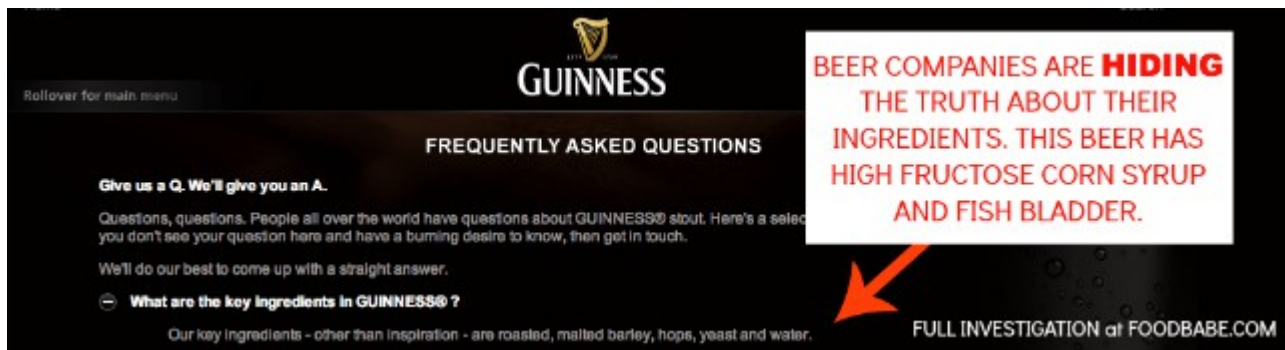 GUINNESS
Rollover for main menu
FREQUENTLY ASKED QUESTIONS
Give us a Q. We'll give you an A.
Questions, questions. People all over the world have questions about GUINNESS® stout. Here's a selec
you don't see your question here and have a burning desire to know, then get in touch.
We'll do our best to come up with a straight answer.
What are the key ingredients in GUINNESS® ?
Our key ingredients - other than inspiration - are roasted, malted barley, hops, yeast and water.
BEER COMPANIES ARE HIDING
THE TRUTH ABOUT THEIR
INGREDIENTS. THIS BEER HAS
HIGH FRUCTOSE CORN SYRUP
AND FISH BLADDER.
FULL INVESTIGATION at FOODBABE.COM